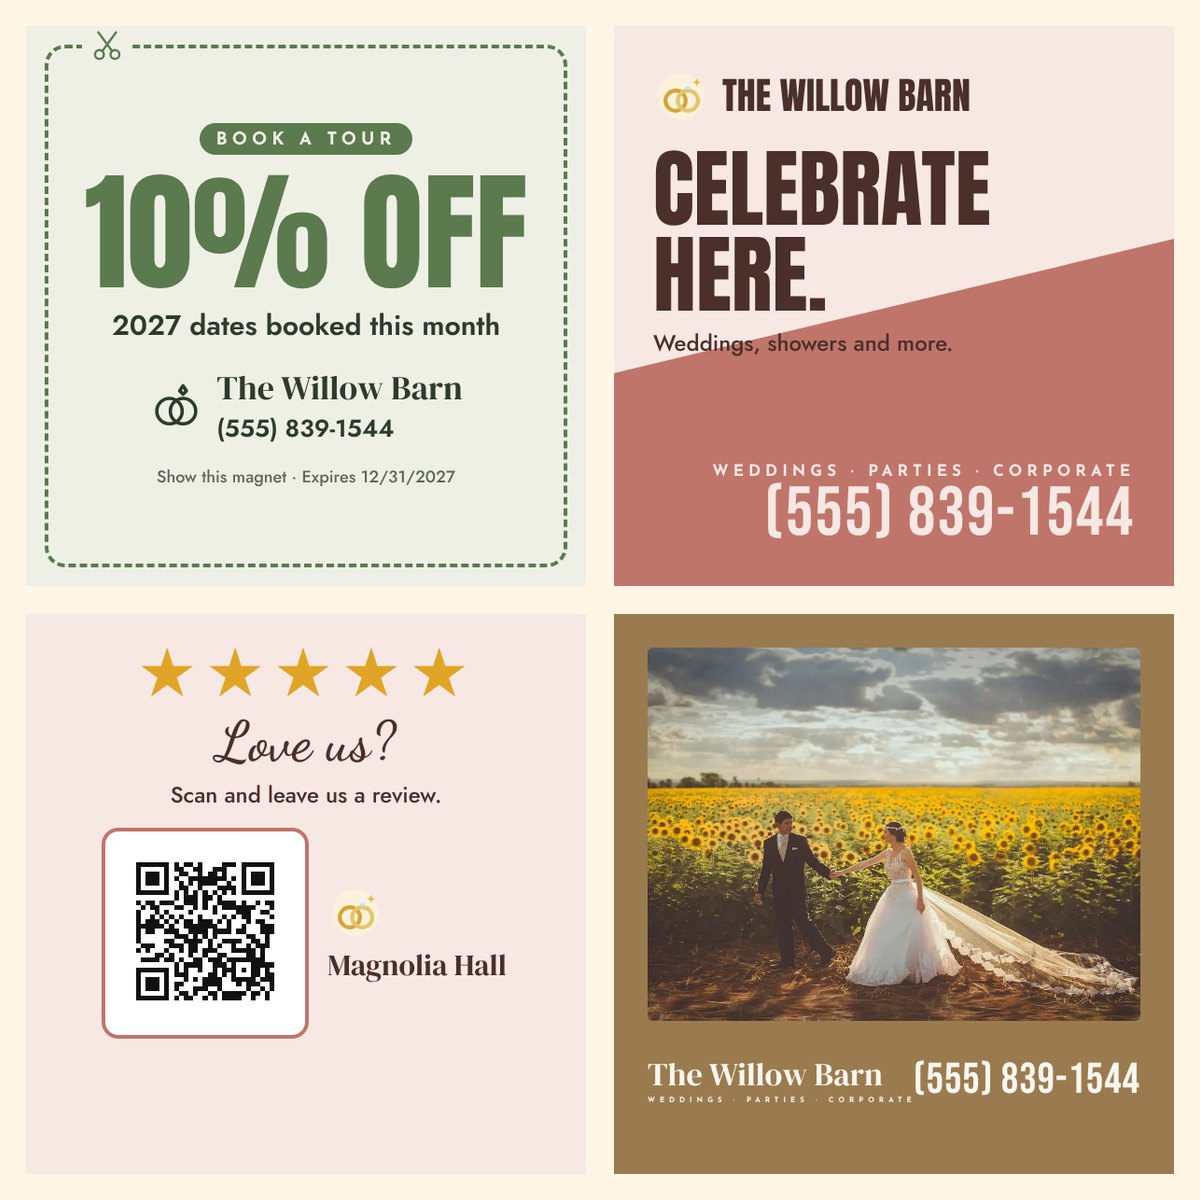 BOOK A TOUR
10% OFF
2027 dates booked this month
The Willow Barn
(555) 839-1544
Show this magnet · Expires 12/31/2027
THE WILLOW BARN
CELEBRATE
HERE.
Weddings, showers and more.
WEDDINGS · PARTIES · CORPORATE
(555) 839-1544
Love us?
Scan and leave us a review.
Magnolia Hall
The Willow Barn
WEDDINGS · PARTIES · CORPORATE
(555) 839-1544